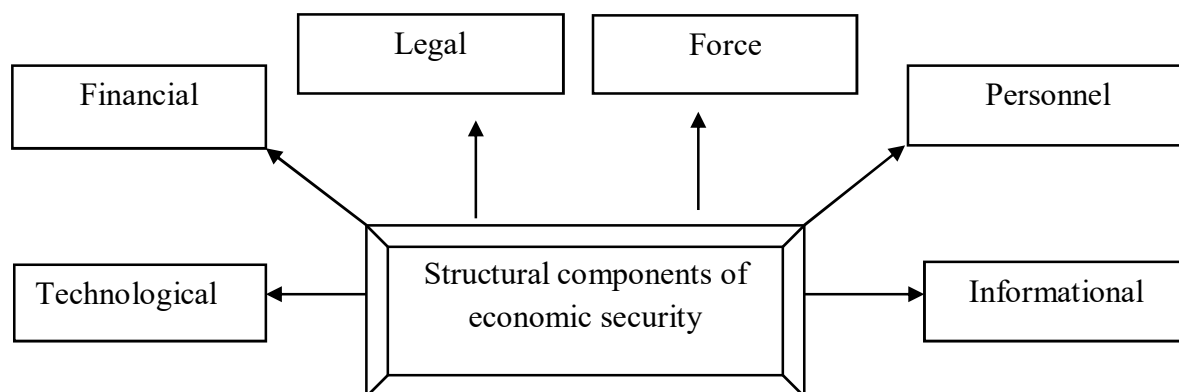 Legal
Force
Financial
Personnel
Technological
Structural components of
economic security
Informational